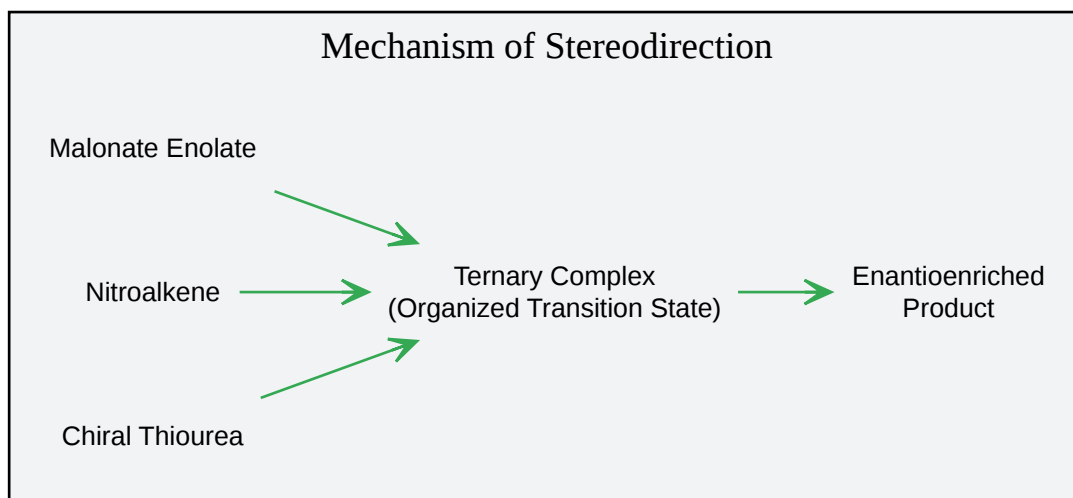 Mechanism of Stereodirection
Malonate Enolate
Nitroalkene
Chiral Thiourea
Ternary Complex
(Organized Transition State)
Enantioenriched
Product